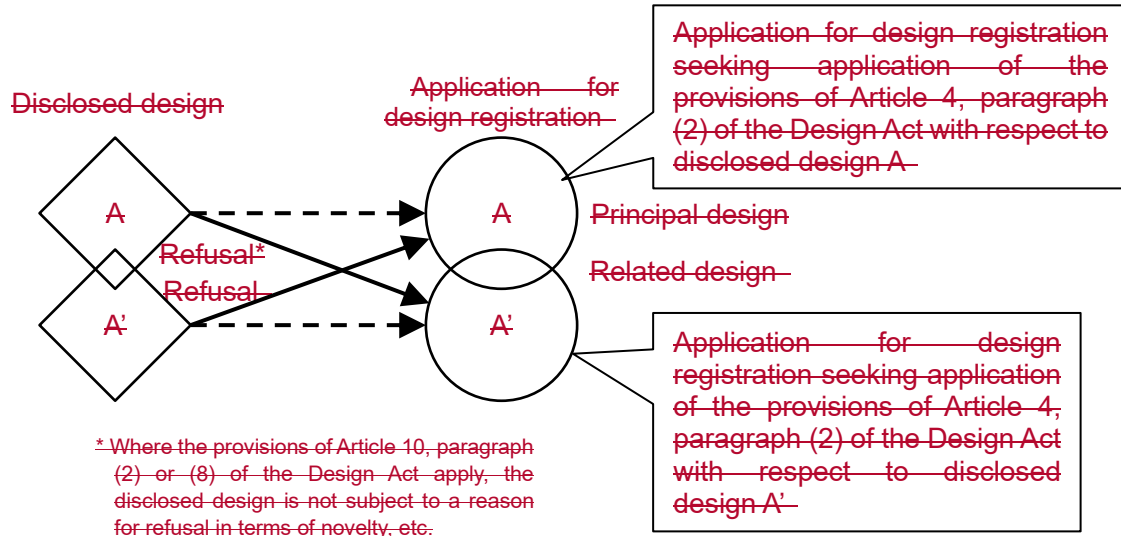 Disclosed design
Application for
design registration
Application for design registration
seeking application of the
provisions of Article 4, paragraph
(2) of the Design Act with respect to
disclosed design A
A
A
Principal design
Refusal*
Related design
Refusal
A’
A’
Application for design
registration seeking application
of the provisions of Article 4,
paragraph (2) of the Design Act
with respect to disclosed
design A’
* Where the provisions of Article 10, paragraph
(2) or (8) of the Design Act apply, the
disclosed design is not subject to a reason
for refusal in terms of novelty, etc.